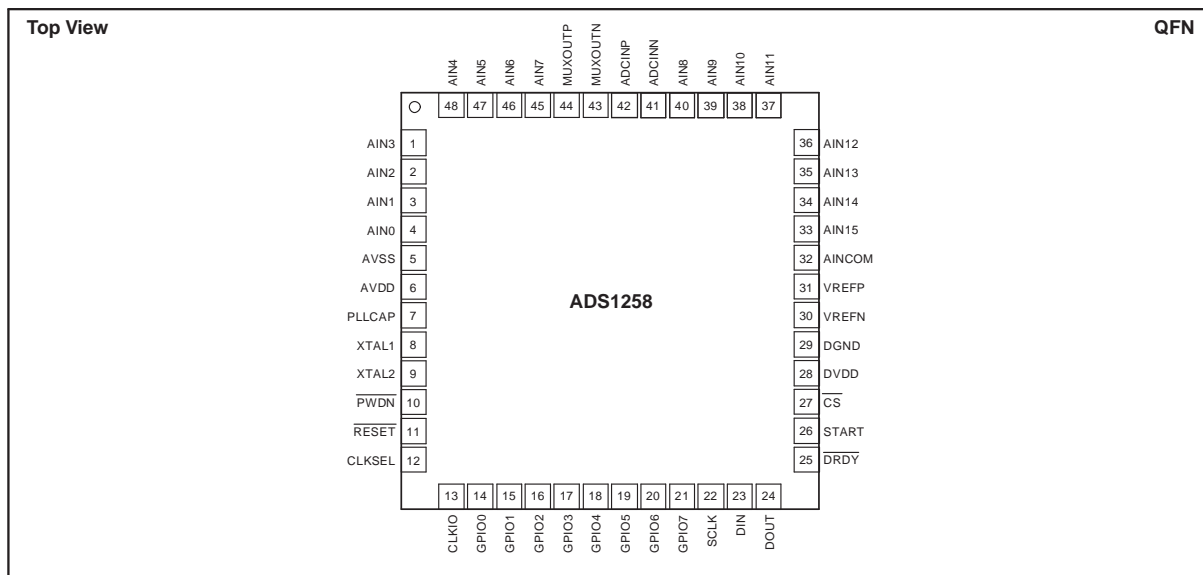 Top View
QFN
AIN4
AIN5
AIN6
AIN7
MUXOUTP
MUXOUTN
ADCINP
ADCINN
AIN8
AIN9
AIN10
AIN11
48 47 46 45 44 43 42 41 40 39 38 37
AIN3 1
AIN2 2
AIN1 3
AIN0 4
AVSS 5
AVDD 6
PLLCAP 7
XTAL1 8
XTAL2 9
PWDN 10
RESET 11
CLKSEL 12
ADS1258
36 AIN12
35 AIN13
34 AIN14
33 AIN15
32 AINCOM
31 VREFP
30 VREFN
29 DGND
28 DVDD
27 CS
26 START
25 DRDY
13 14 15 16 17 18 19 20 21 22 23 24
CLKIO
GPIO0
GPIO1
GPIO2
GPIO3
GPIO4
GPIO5
GPIO6
GPIO7
SCLK
DIN
DOUT